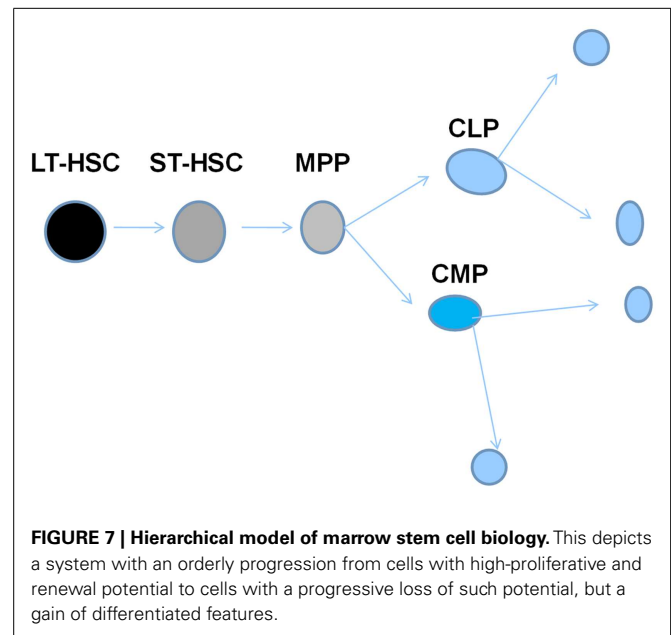 CLP
LT-HSC ST-HSC MPP
CMP
FIGURE 7 | Hierarchical model of marrow stem cell biology. This depicts
a system with an orderly progression from cells with high-proliferative and
renewal potential to cells with a progressive loss of such potential, but a
gain of differentiated features.